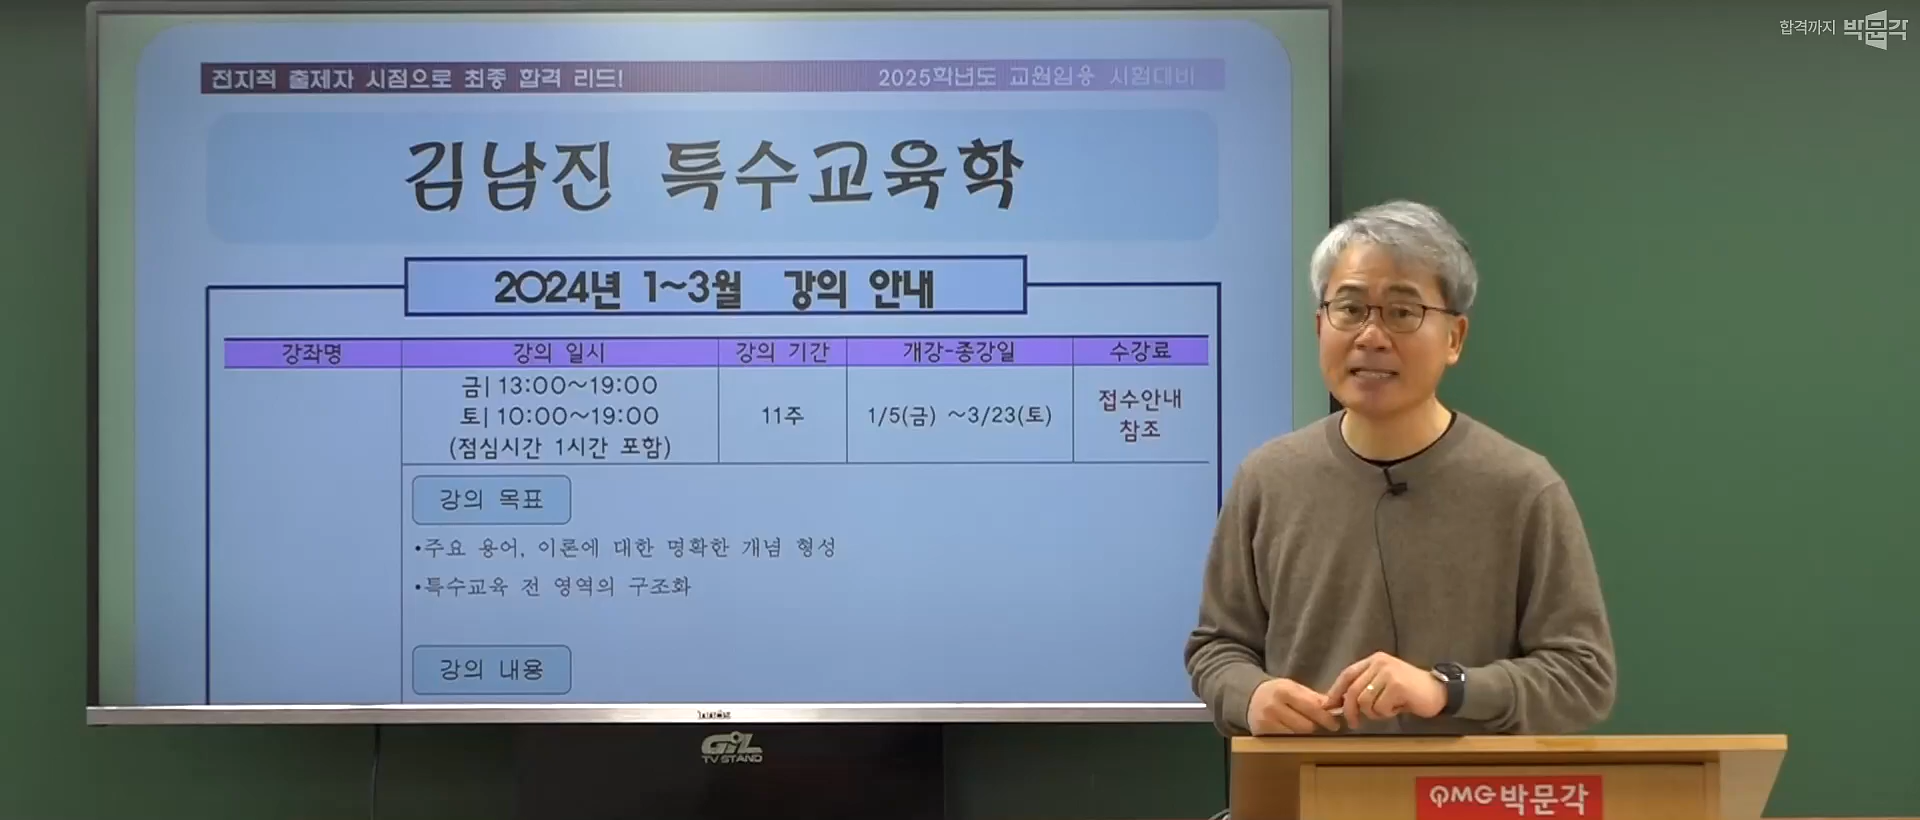 합격까지 박문각
전지적 출제자 시점으로 최종 합격 리드!
2025학년도 교원임용 시험대비
김남진 특수교육학
2024년 1~3월 강의 안내
강좌명 강의 일시 강의 기간 개강-종강일 수강료
금| 13:00~19:00
토| 10:00~19:00
(점심시간 1시간 포함)
11주
1/5(금) ~3/23(토)
접수안내
참조
강의 목표
•주요 용어, 이론에 대한 명확한 개념 형성
•특수교육 전 영역의 구조화
강의 내용
GIL
TV STAND
PMG 박문각